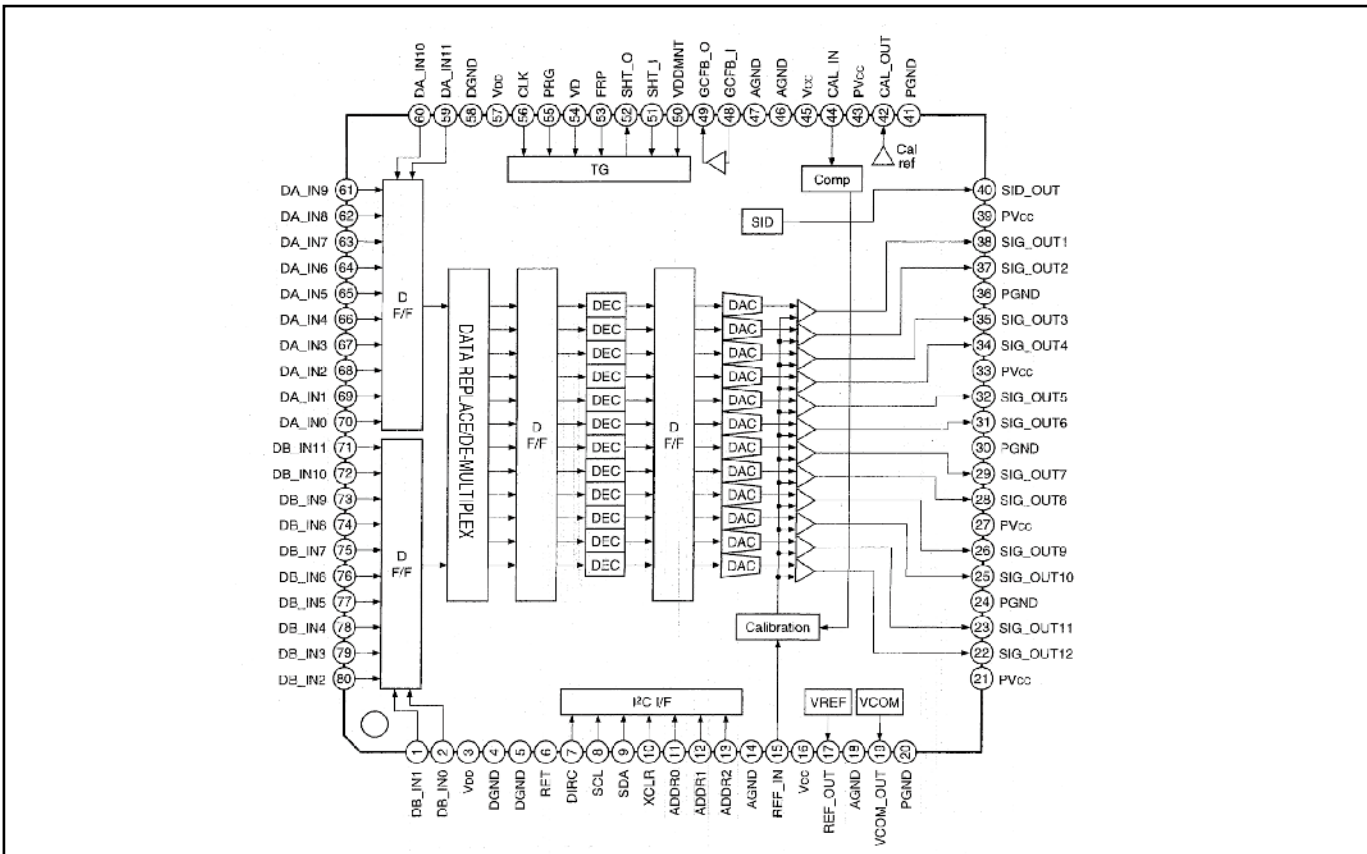 DA_IN10
DA_IN11
DGND
VDD
CLK
PRG
VD
FRP
SHT_O
SHT_I
VDDMNT
GCFB_O
GCFB_I
AGND
AGND
Vcc
CAL_IN
PVcc
CAL_OUT
PGND
60 59 58 57 56 55 54 53 52 51 50 49 48 47 46 45 44 43 42 41
TG
Comp
Cal
ref
SID
DA_IN9 61
DA_IN8 62
DA_IN7 63
DA_IN6 64
DA_IN5 65
DA_IN4 66
DA_IN3 67
DA_IN2 68
DA_IN1 69
DA_IN0 70
DB_IN11 71
DB_IN10 72
DB_IN9 73
DB_IN8 74
DB_IN7 75
DB_IN6 76
DB_IN5 77
DB_IN4 78
DB_IN3 79
DB_IN2 80
D
F/F
D
F/F
DATA REPLACE/DE-MULTIPLEX
D
F/F
DEC
DEC
DEC
DEC
DEC
DEC
DEC
DEC
DEC
DEC
DEC
DEC
D
F/F
DAC
DAC
DAC
DAC
DAC
DAC
DAC
DAC
DAC
DAC
DAC
DAC
Calibration
40 SID_OUT
39 PVcc
38 SIG_OUT1
37 SIG_OUT2
36 PGND
35 SIG_OUT3
34 SIG_OUT4
33 PVcc
32 SIG_OUT5
31 SIG_OUT6
30 PGND
29 SIG_OUT7
28 SIG_OUT8
27 PVcc
26 SIG_OUT9
25 SIG_OUT10
24 PGND
23 SIG_OUT11
22 SIG_OUT12
21 PVcc
I²C I/F
VREF
VCOM
1 2 3 4 5 6 7 8 9 10 11 12 13 14 15 16 17 18 19 20
DB_IN1
DB_IN0
VDD
DGND
DGND
RET
DIRC
SCL
SDA
XCLR
ADDR0
ADDR1
ADDR2
AGND
REF_IN
Vcc
REF_OUT
AGND
VCOM_OUT
PGND